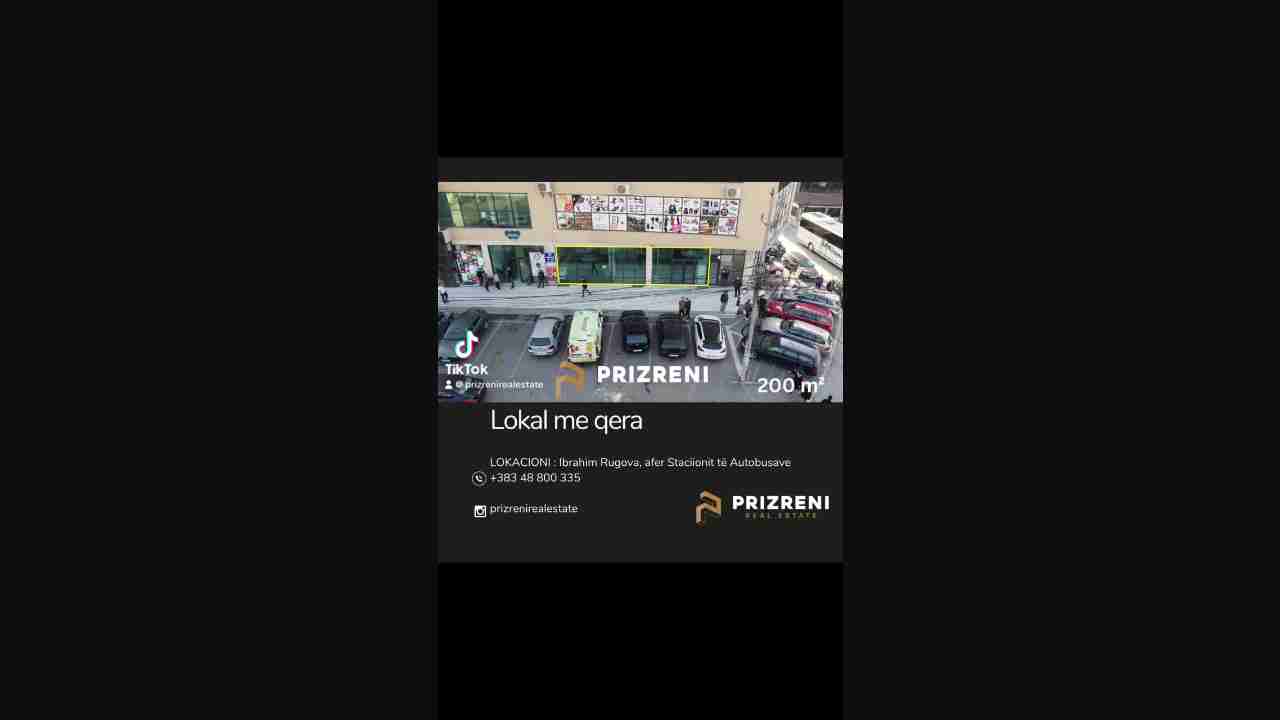 TikTok
@prizrenirealestate
PRIZRENI
200 m²
Lokal me qera
LOKACIONI : Ibrahim Rugova, afer Staciionit të Autobusave
+383 48 800 335
prizrenirealestate
PRIZRENI
REAL ESTATE